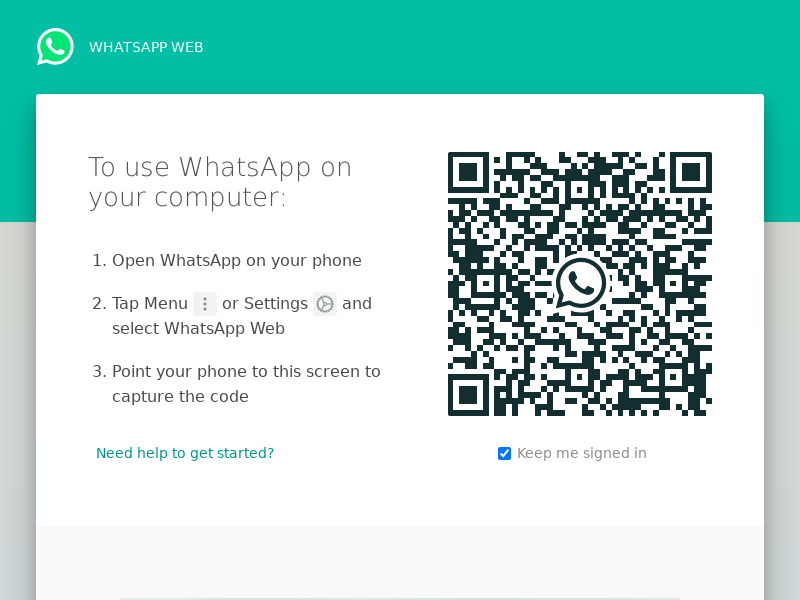 WHATSAPP WEB
To use WhatsApp on
your computer:
1. Open WhatsApp on your phone
2. Tap Menu or Settings and
select WhatsApp Web
3. Point your phone to this screen to
capture the code
Need help to get started?
Keep me signed in